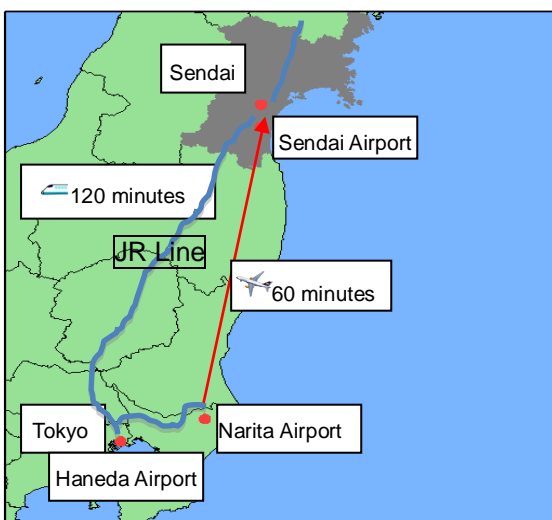 Sendai
Sendai Airport
120 minutes
JR Line
60 minutes
Tokyo
Narita Airport
Haneda Airport